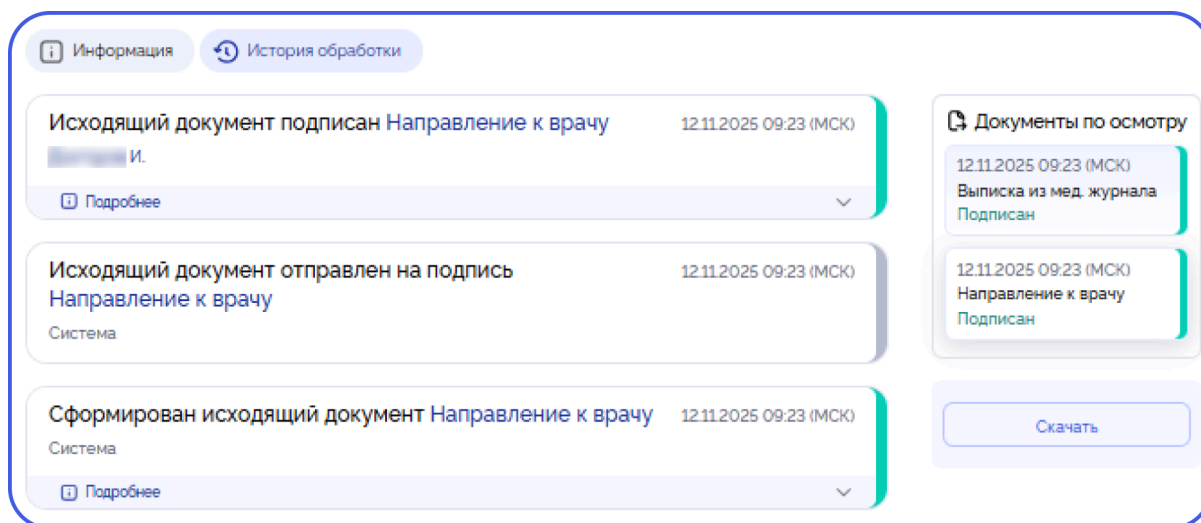 Информация
История обработки
Исходящий документ подписан Направление к врачу
12.11.2025 09:23 (МСК)
И.
Подробнее
Исходящий документ отправлен на подпись
Направление к врачу
12.11.2025 09:23 (МСК)
Система
Сформирован исходящий документ Направление к врачу
12.11.2025 09:23 (МСК)
Система
Подробнее
Документы по осмотру
12.11.2025 09:23 (МСК)
Выписка из мед. журнала
Подписан
12.11.2025 09:23 (МСК)
Направление к врачу
Подписан
Скачать